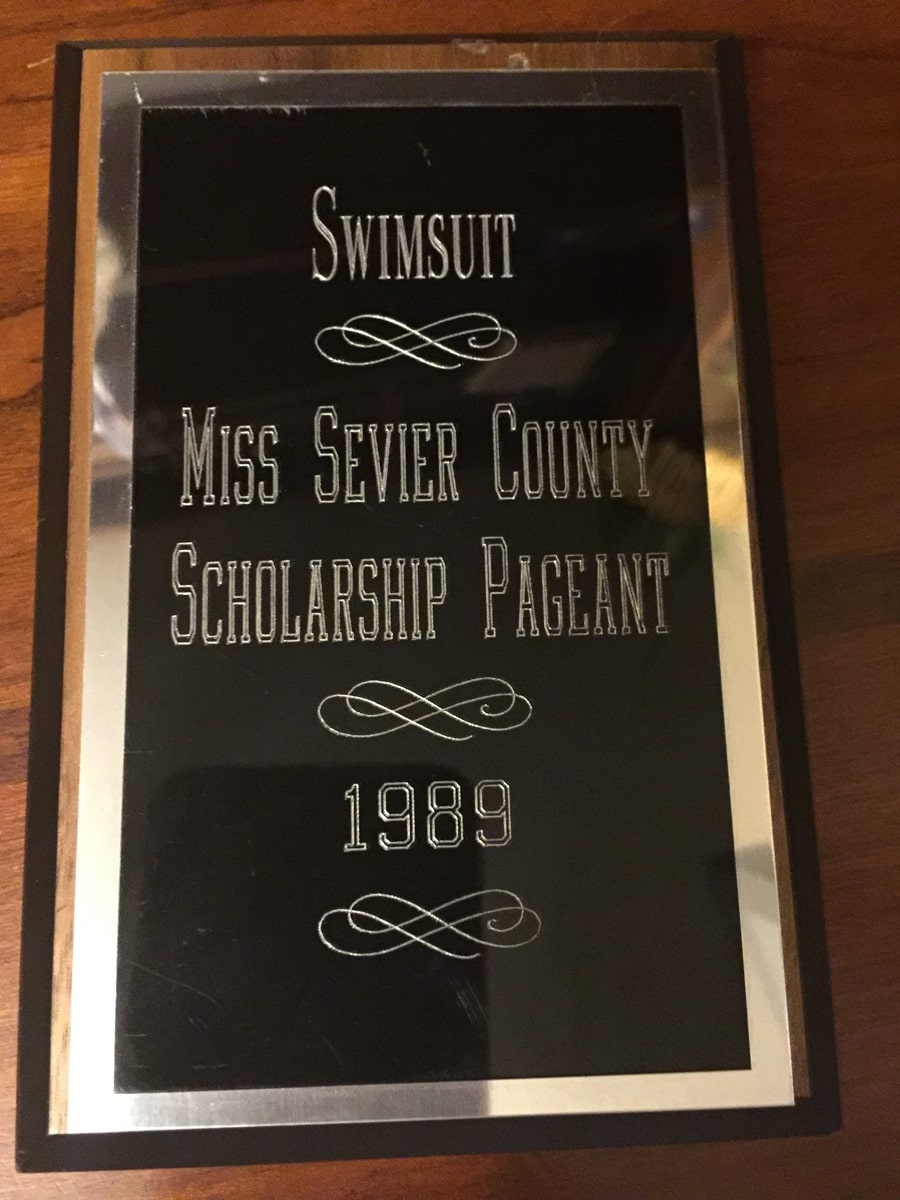 Swimsuit
Miss Sevier County
Scholarship Pageant
1989